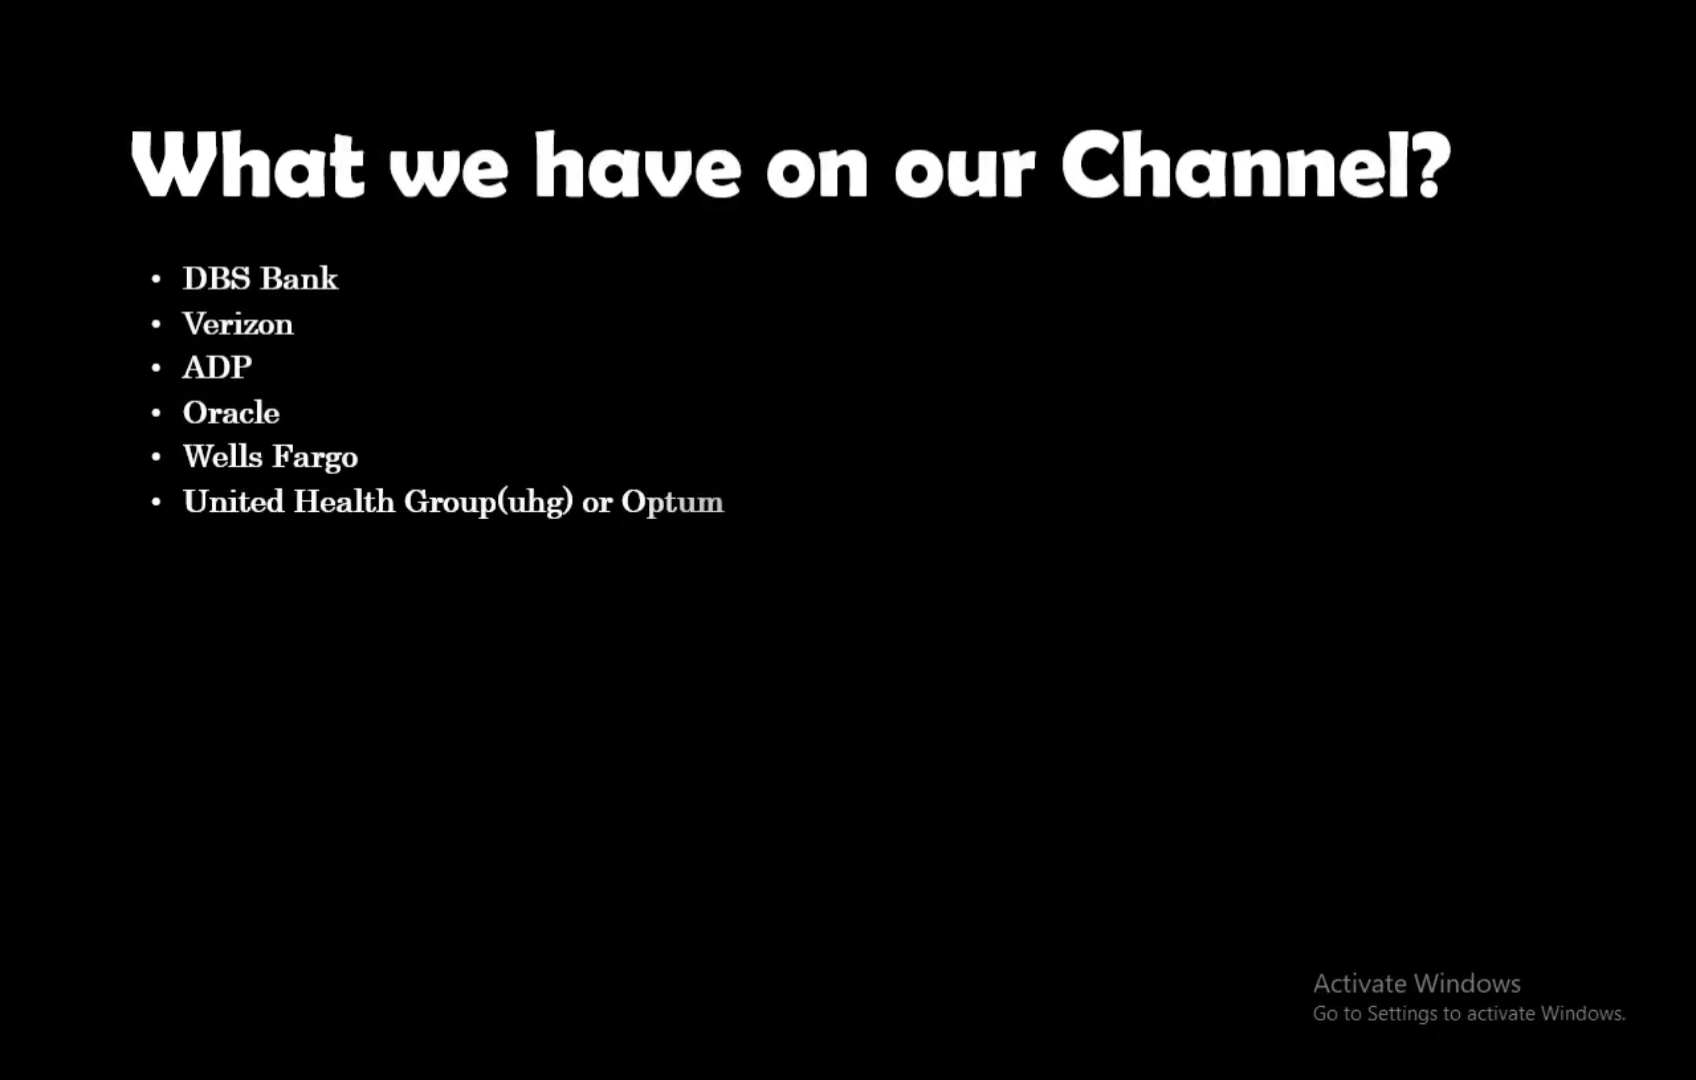 What we have on our Channel?
• DBS Bank
• Verizon
• ADP
• Oracle
• Wells Fargo
• United Health Group(uhg) or Optum
Activate Windows
Go to Settings to activate Windows.